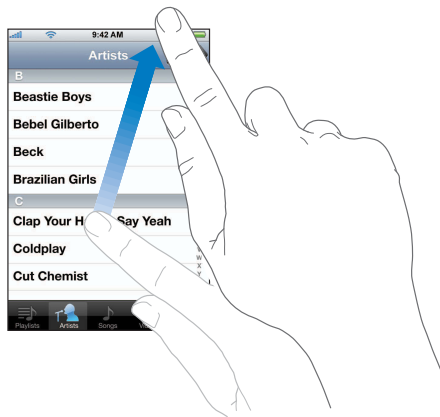 9:42 AM
Artists
B
Beastie Boys
Bebel Gilberto
Beck
Brazilian Girls
C
Clap Your H Say Yeah
Coldplay
W
X
Y
Cut Chemist
Playlists Artists Songs